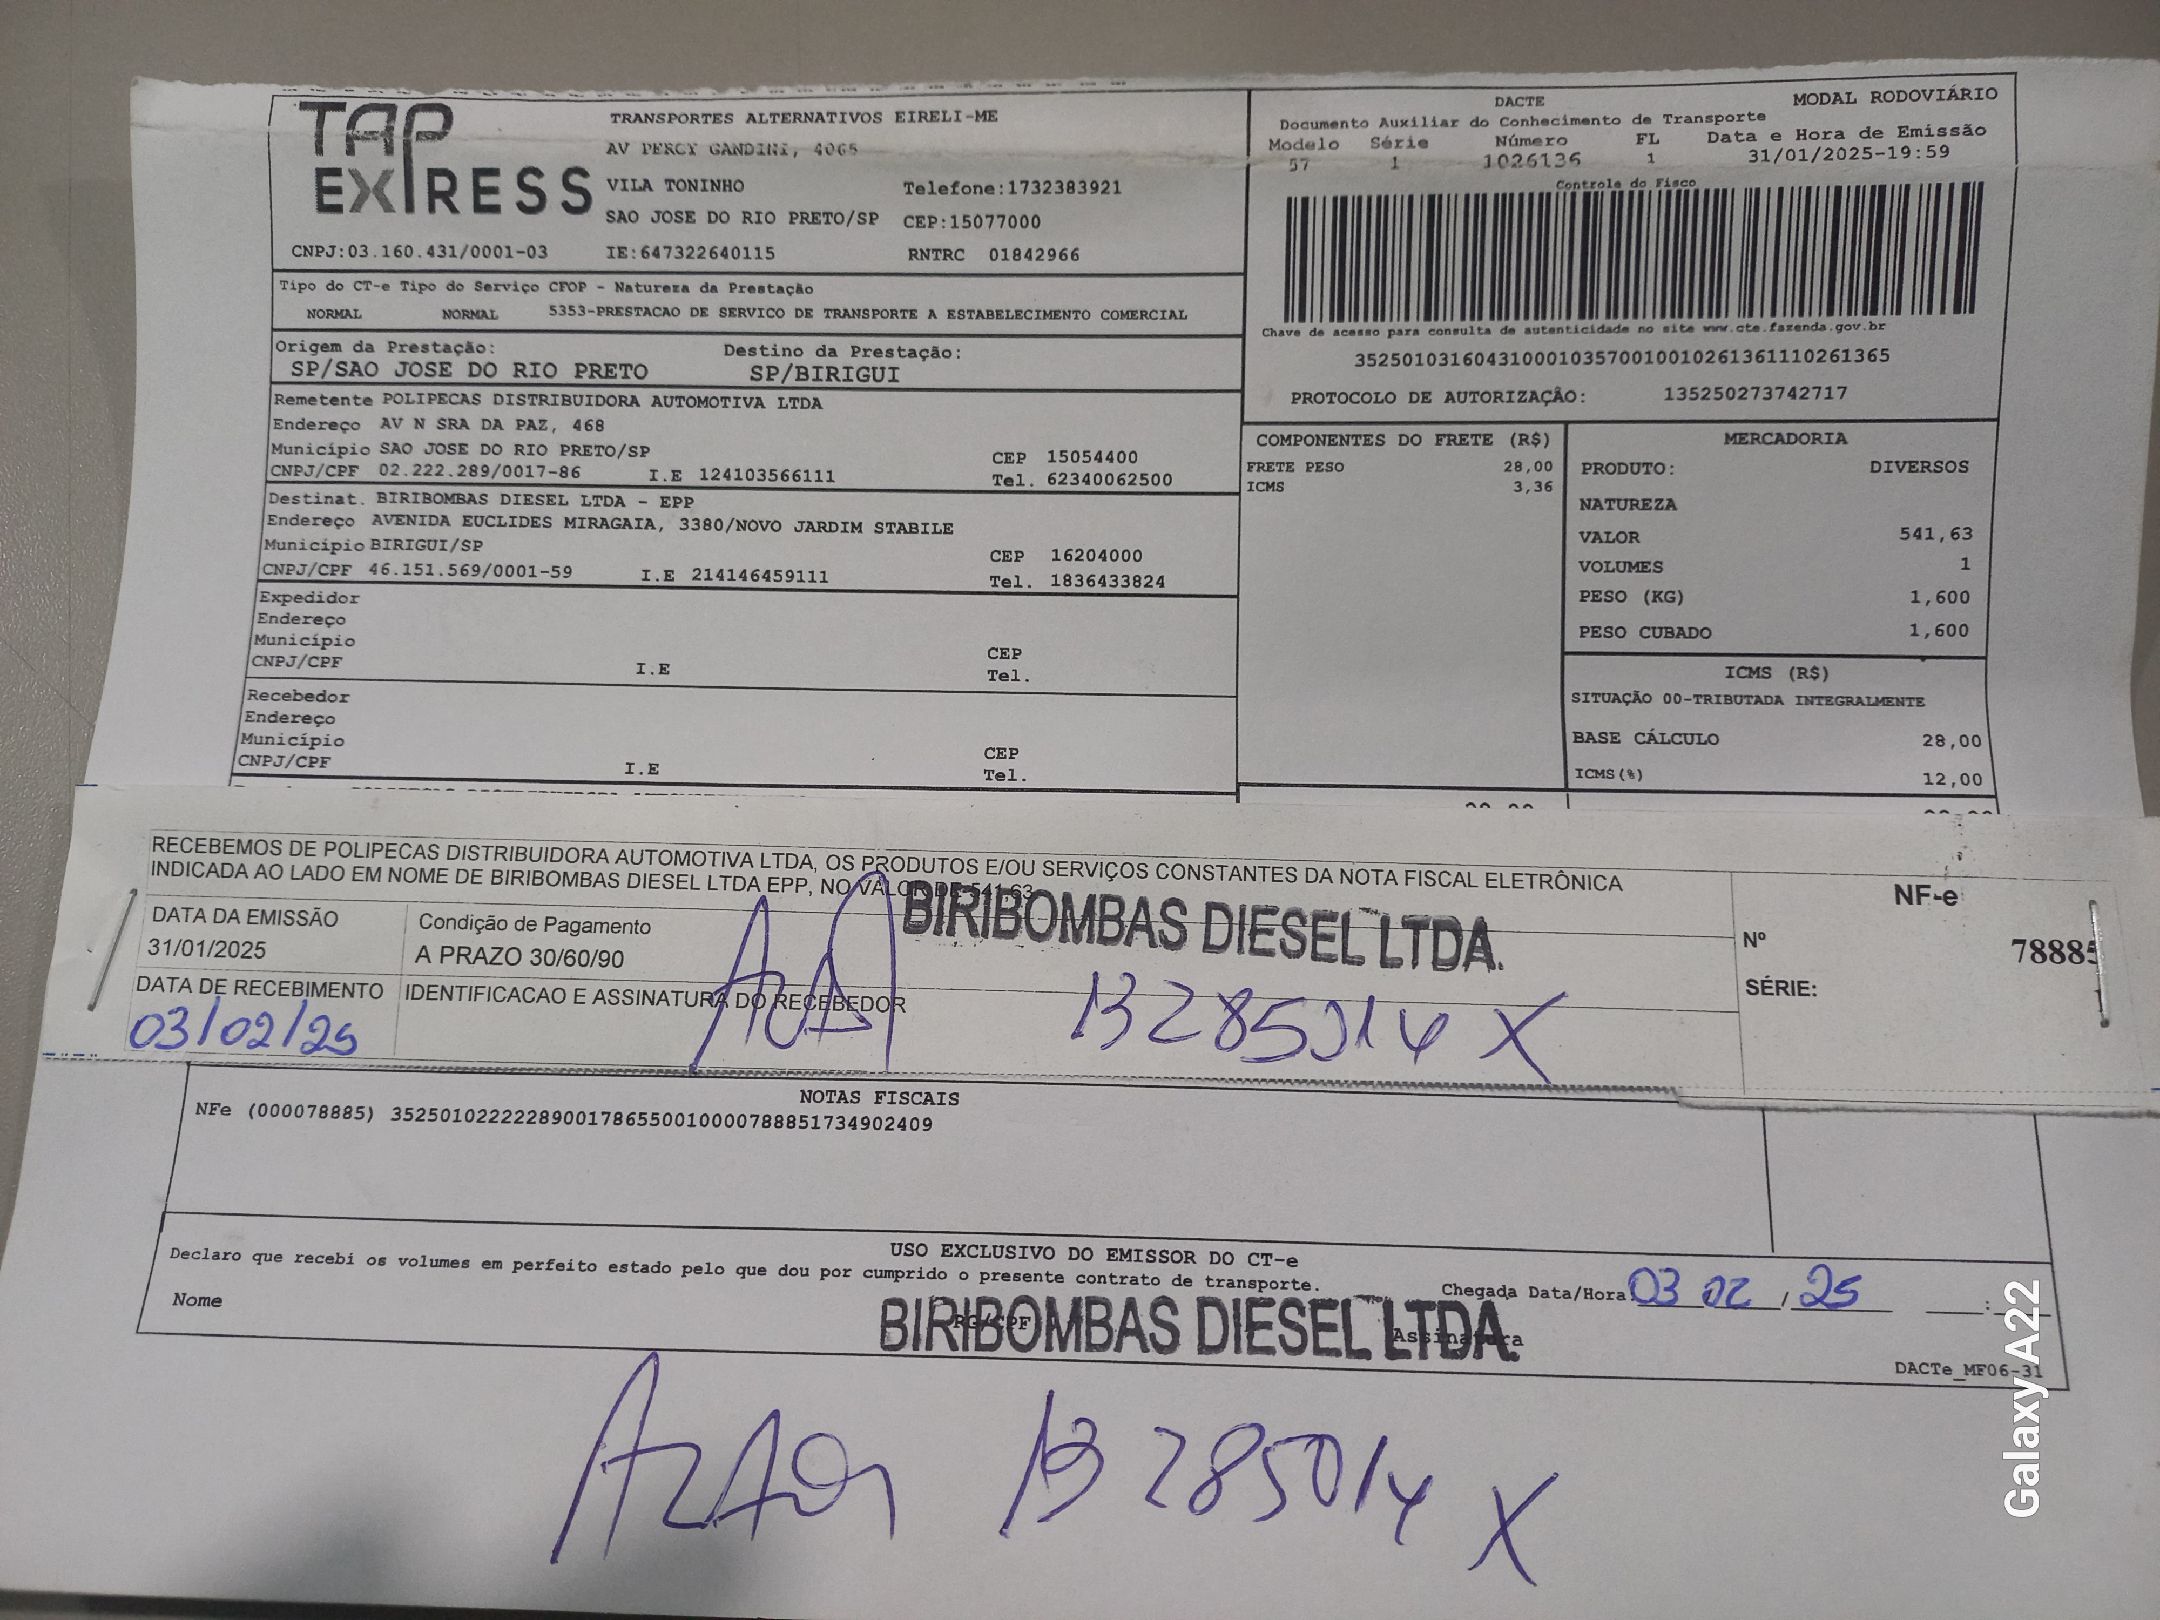 TAP EXPRESS
TRANSPORTES ALTERNATIVOS EIRELI-ME
AV PERCY GANDINI, 4065
VILA TONINHO Telefone:1732383921
SAO JOSE DO RIO PRETO/SP CEP:15077000
CNPJ:03.160.431/0001-03 IE:647322640115 RNTRC 01842966
DACTE MODAL RODOVIÁRIO
Documento Auxiliar do Conhecimento de Transporte
Modelo Série Número FL Data e Hora de Emissão
57 1 1026136 1 31/01/2025-19:59
Controle do Fisco
Chave de acesso para consulta de autenticidade no site www.cte.fazenda.gov.br
35250103160431000103570010010261361110261365
PROTOCOLO DE AUTORIZAÇÃO: 135250273742717
Tipo do CT-e Tipo do Serviço CFOP - Natureza da Prestação
NORMAL NORMAL 5353-PRESTACAO DE SERVICO DE TRANSPORTE A ESTABELECIMENTO COMERCIAL
Origem da Prestação: Destino da Prestação:
SP/SAO JOSE DO RIO PRETO SP/BIRIGUI
Remetente POLIPECAS DISTRIBUIDORA AUTOMOTIVA LTDA
Endereço AV N SRA DA PAZ, 468
Município SAO JOSE DO RIO PRETO/SP CEP 15054400
CNPJ/CPF 02.222.289/0017-86 I.E 124103566111 Tel. 62340062500
Destinat. BIRIBOMBAS DIESEL LTDA - EPP
Endereço AVENIDA EUCLIDES MIRAGAIA, 3380/NOVO JARDIM STABILE
Município BIRIGUI/SP CEP 16204000
CNPJ/CPF 46.151.569/0001-59 I.E 214146459111 Tel. 1836433824
Expedidor
Endereço
Município CEP
CNPJ/CPF I.E Tel.
Recebedor
Endereço
Município CEP
CNPJ/CPF I.E Tel.
COMPONENTES DO FRETE (R$)
FRETE PESO 28,00
ICMS 3,36
MERCADORIA
PRODUTO: DIVERSOS
NATUREZA
VALOR 541,63
VOLUMES 1
PESO (KG) 1,600
PESO CUBADO 1,600
ICMS (R$)
SITUAÇÃO 00-TRIBUTADA INTEGRALMENTE
BASE CÁLCULO 28,00
ICMS(%) 12,00
RECEBEMOS DE POLIPECAS DISTRIBUIDORA AUTOMOTIVA LTDA, OS PRODUTOS E/OU SERVIÇOS CONSTANTES DA NOTA FISCAL ELETRÔNICA
INDICADA AO LADO EM NOME DE BIRIBOMBAS DIESEL LTDA EPP, NO VALOR DE 541,63
BIRIBOMBAS DIESEL LTDA.
DATA DA EMISSÃO Condição de Pagamento
31/01/2025 A PRAZO 30/60/90
DATA DE RECEBIMENTO IDENTIFICACAO E ASSINATURA DO RECEBEDOR
03/02/25 13285014 X
NF-e
Nº 78885
SÉRIE: 1
NOTAS FISCAIS
NFe (000078885) 35250102222289001786550010000788851734902409
USO EXCLUSIVO DO EMISSOR DO CT-e
Declaro que recebi os volumes em perfeito estado pelo que dou por cumprido o presente contrato de transporte.
Chegada Data/Hora: 03 02 / 25 :
Nome RG/CPF Assinatura
BIRIBOMBAS DIESEL LTDA.
DACTe_MF06-31
13285014 X
Galaxy A22